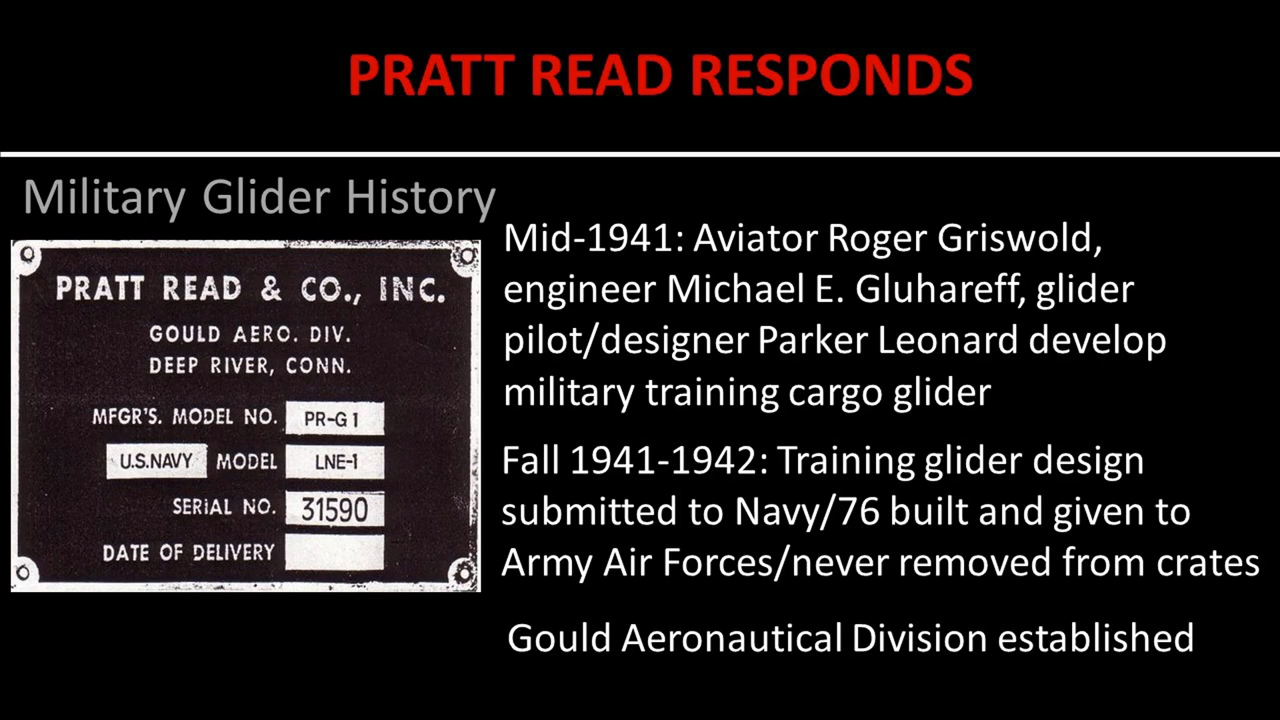 PRATT READ RESPONDS
Military Glider History
PRATT READ & CO., INC.
GOULD AERO. DIV.
DEEP RIVER, CONN.
MFGR'S. MODEL NO. PR-G1
U.S.NAVY MODEL LNE-1
SERIAL NO. 31590
DATE OF DELIVERY
Mid-1941: Aviator Roger Griswold,
engineer Michael E. Gluhareff, glider
pilot/designer Parker Leonard develop
military training cargo glider
Fall 1941-1942: Training glider design
submitted to Navy/76 built and given to
Army Air Forces/never removed from crates
Gould Aeronautical Division established